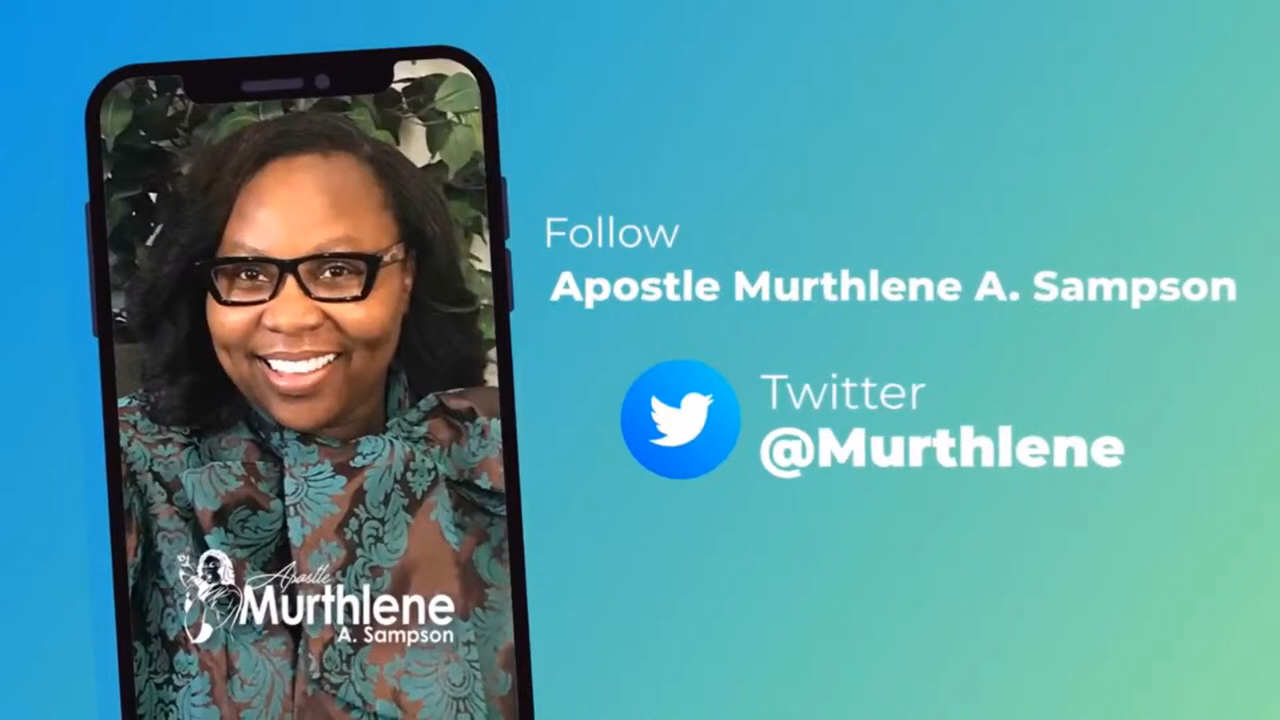 Follow
Apostle Murthlene A. Sampson
Twitter
@Murthlene
Apostle
Murthlene
A. Sampson